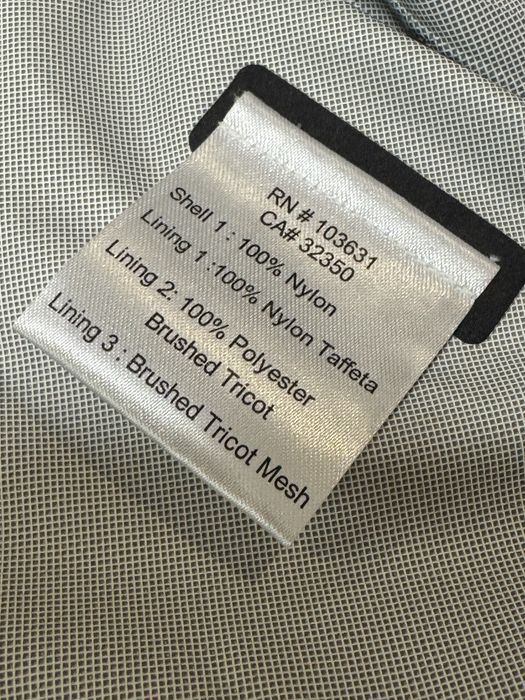 RN # 103631
CA# 32350
Shell 1 : 100% Nylon
Lining 1 :100% Nylon Taffeta
Lining 2: 100% Polyester
Brushed Tricot
Lining 3 : Brushed Tricot Mesh